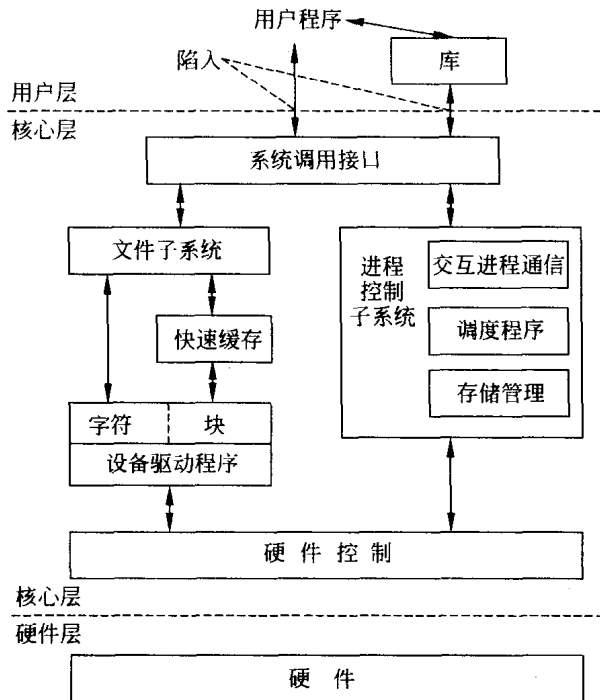 用户程序
陷入
库
用户层
核心层
系统调用接口
文件子系统
进程
控制
子系统
交互进程通信
快速缓存
调度程序
存储管理
字符
块
设备驱动程序
硬件控制
核心层
硬件层
硬件